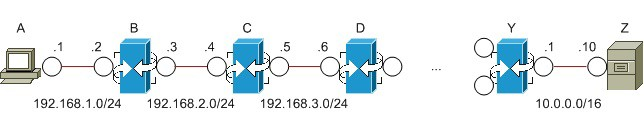 A B C D Y Z
.1 .2 .3 .4 .5 .6 ... .1 .10
192.168.1.0/24 192.168.2.0/24 192.168.3.0/24 10.0.0.0/16